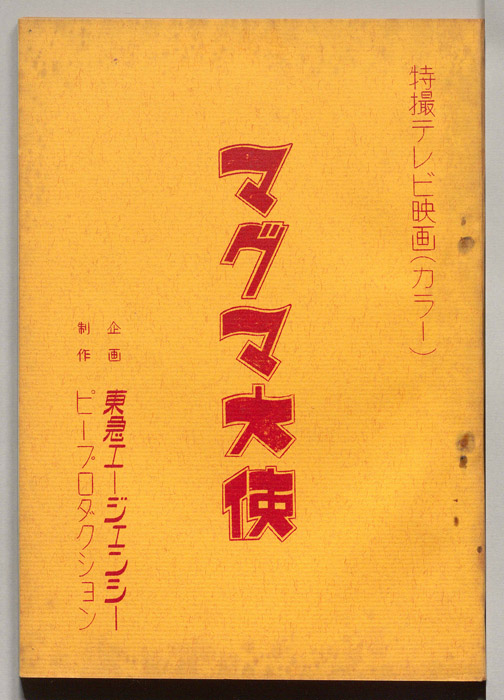 特撮テレビ映画(カラー)
マグマ大使
企画 東急エージェンシー
制作 ピープロダクション